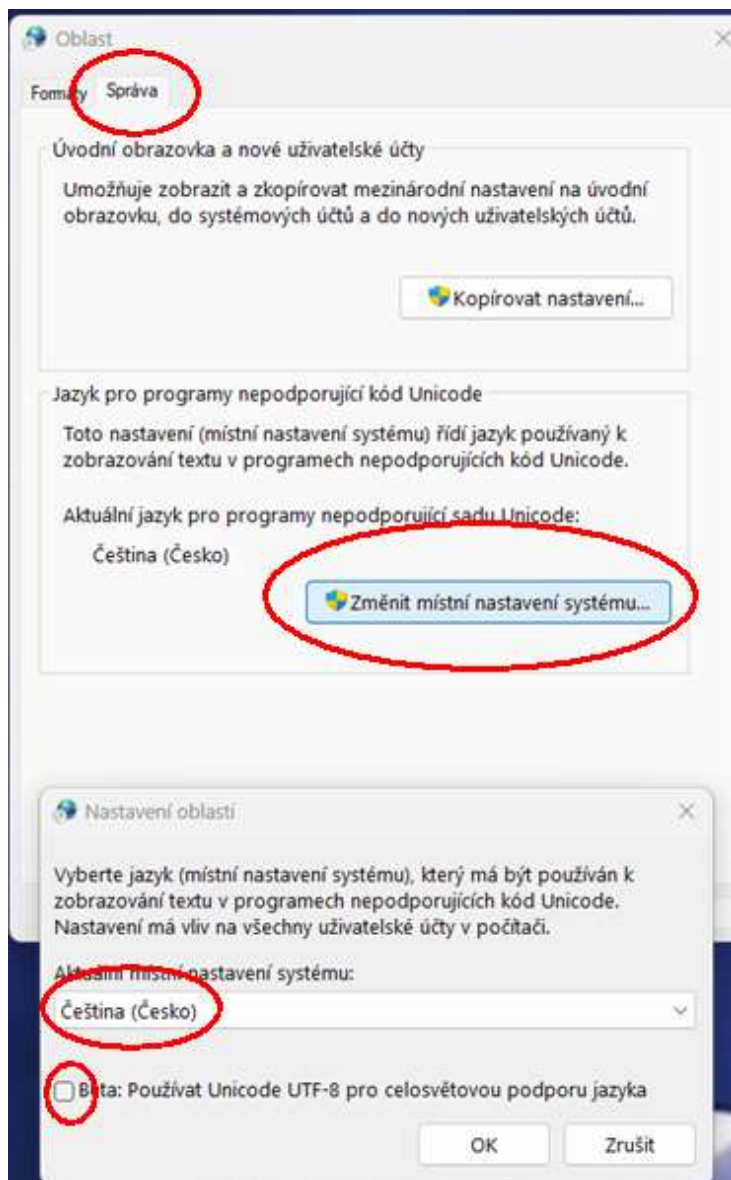 Oblast
Formáty Správa
Úvodní obrazovka a nové uživatelské účty
Umožňuje zobrazit a zkopírovat mezinárodní nastavení na úvodní
obrazovku, do systémových účtů a do nových uživatelských účtů.
Kopírovat nastavení...
Jazyk pro programy nepodporující kód Unicode
Toto nastavení (místní nastavení systému) řídí jazyk používaný k
zobrazování textu v programech nepodporujících kód Unicode.
Aktuální jazyk pro programy nepodporující sadu Unicode:
Čeština (Česko)
Změnit místní nastavení systému...
Nastavení oblasti
Vyberte jazyk (místní nastavení systému), který má být používán k
zobrazování textu v programech nepodporujících kód Unicode.
Nastavení má vliv na všechny uživatelské účty v počítači.
Aktuální místní nastavení systému:
Čeština (Česko)
Beta: Používat Unicode UTF-8 pro celosvětovou podporu jazyka
OK Zrušit